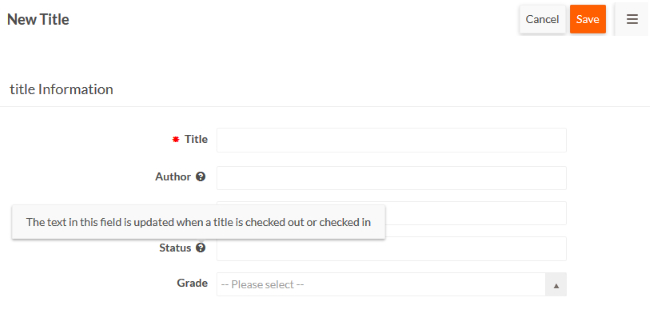 New Title
Cancel
Save
title Information
Title
Author
The text in this field is updated when a title is checked out or checked in
Status
Grade
-- Please select --